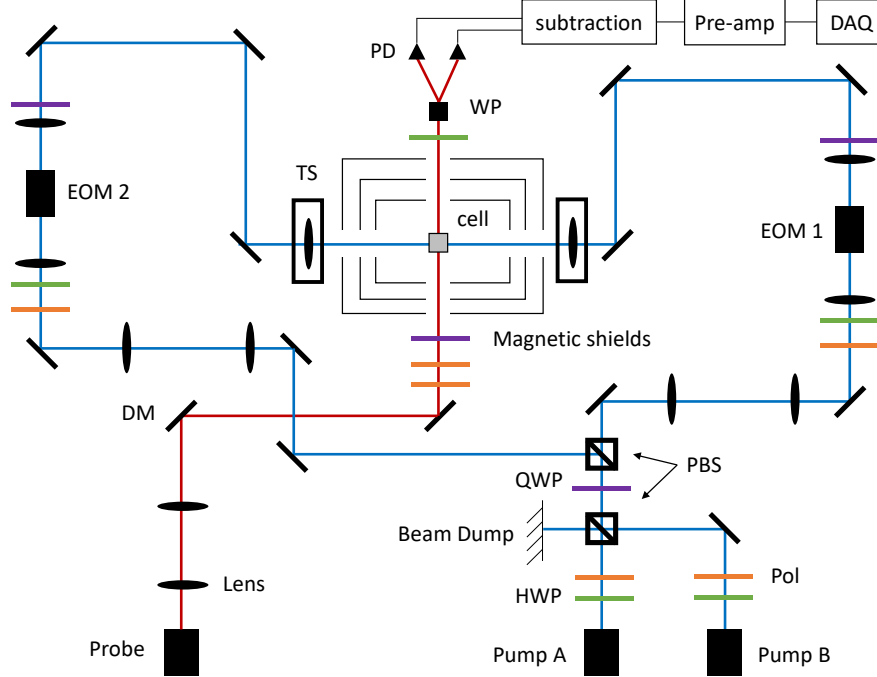 subtraction
Pre-amp
DAQ
PD
WP
TS
EOM 2
cell
EOM 1
Magnetic shields
DM
PBS
QWP
Beam Dump
Lens
Pol
HWP
Probe
Pump A
Pump B